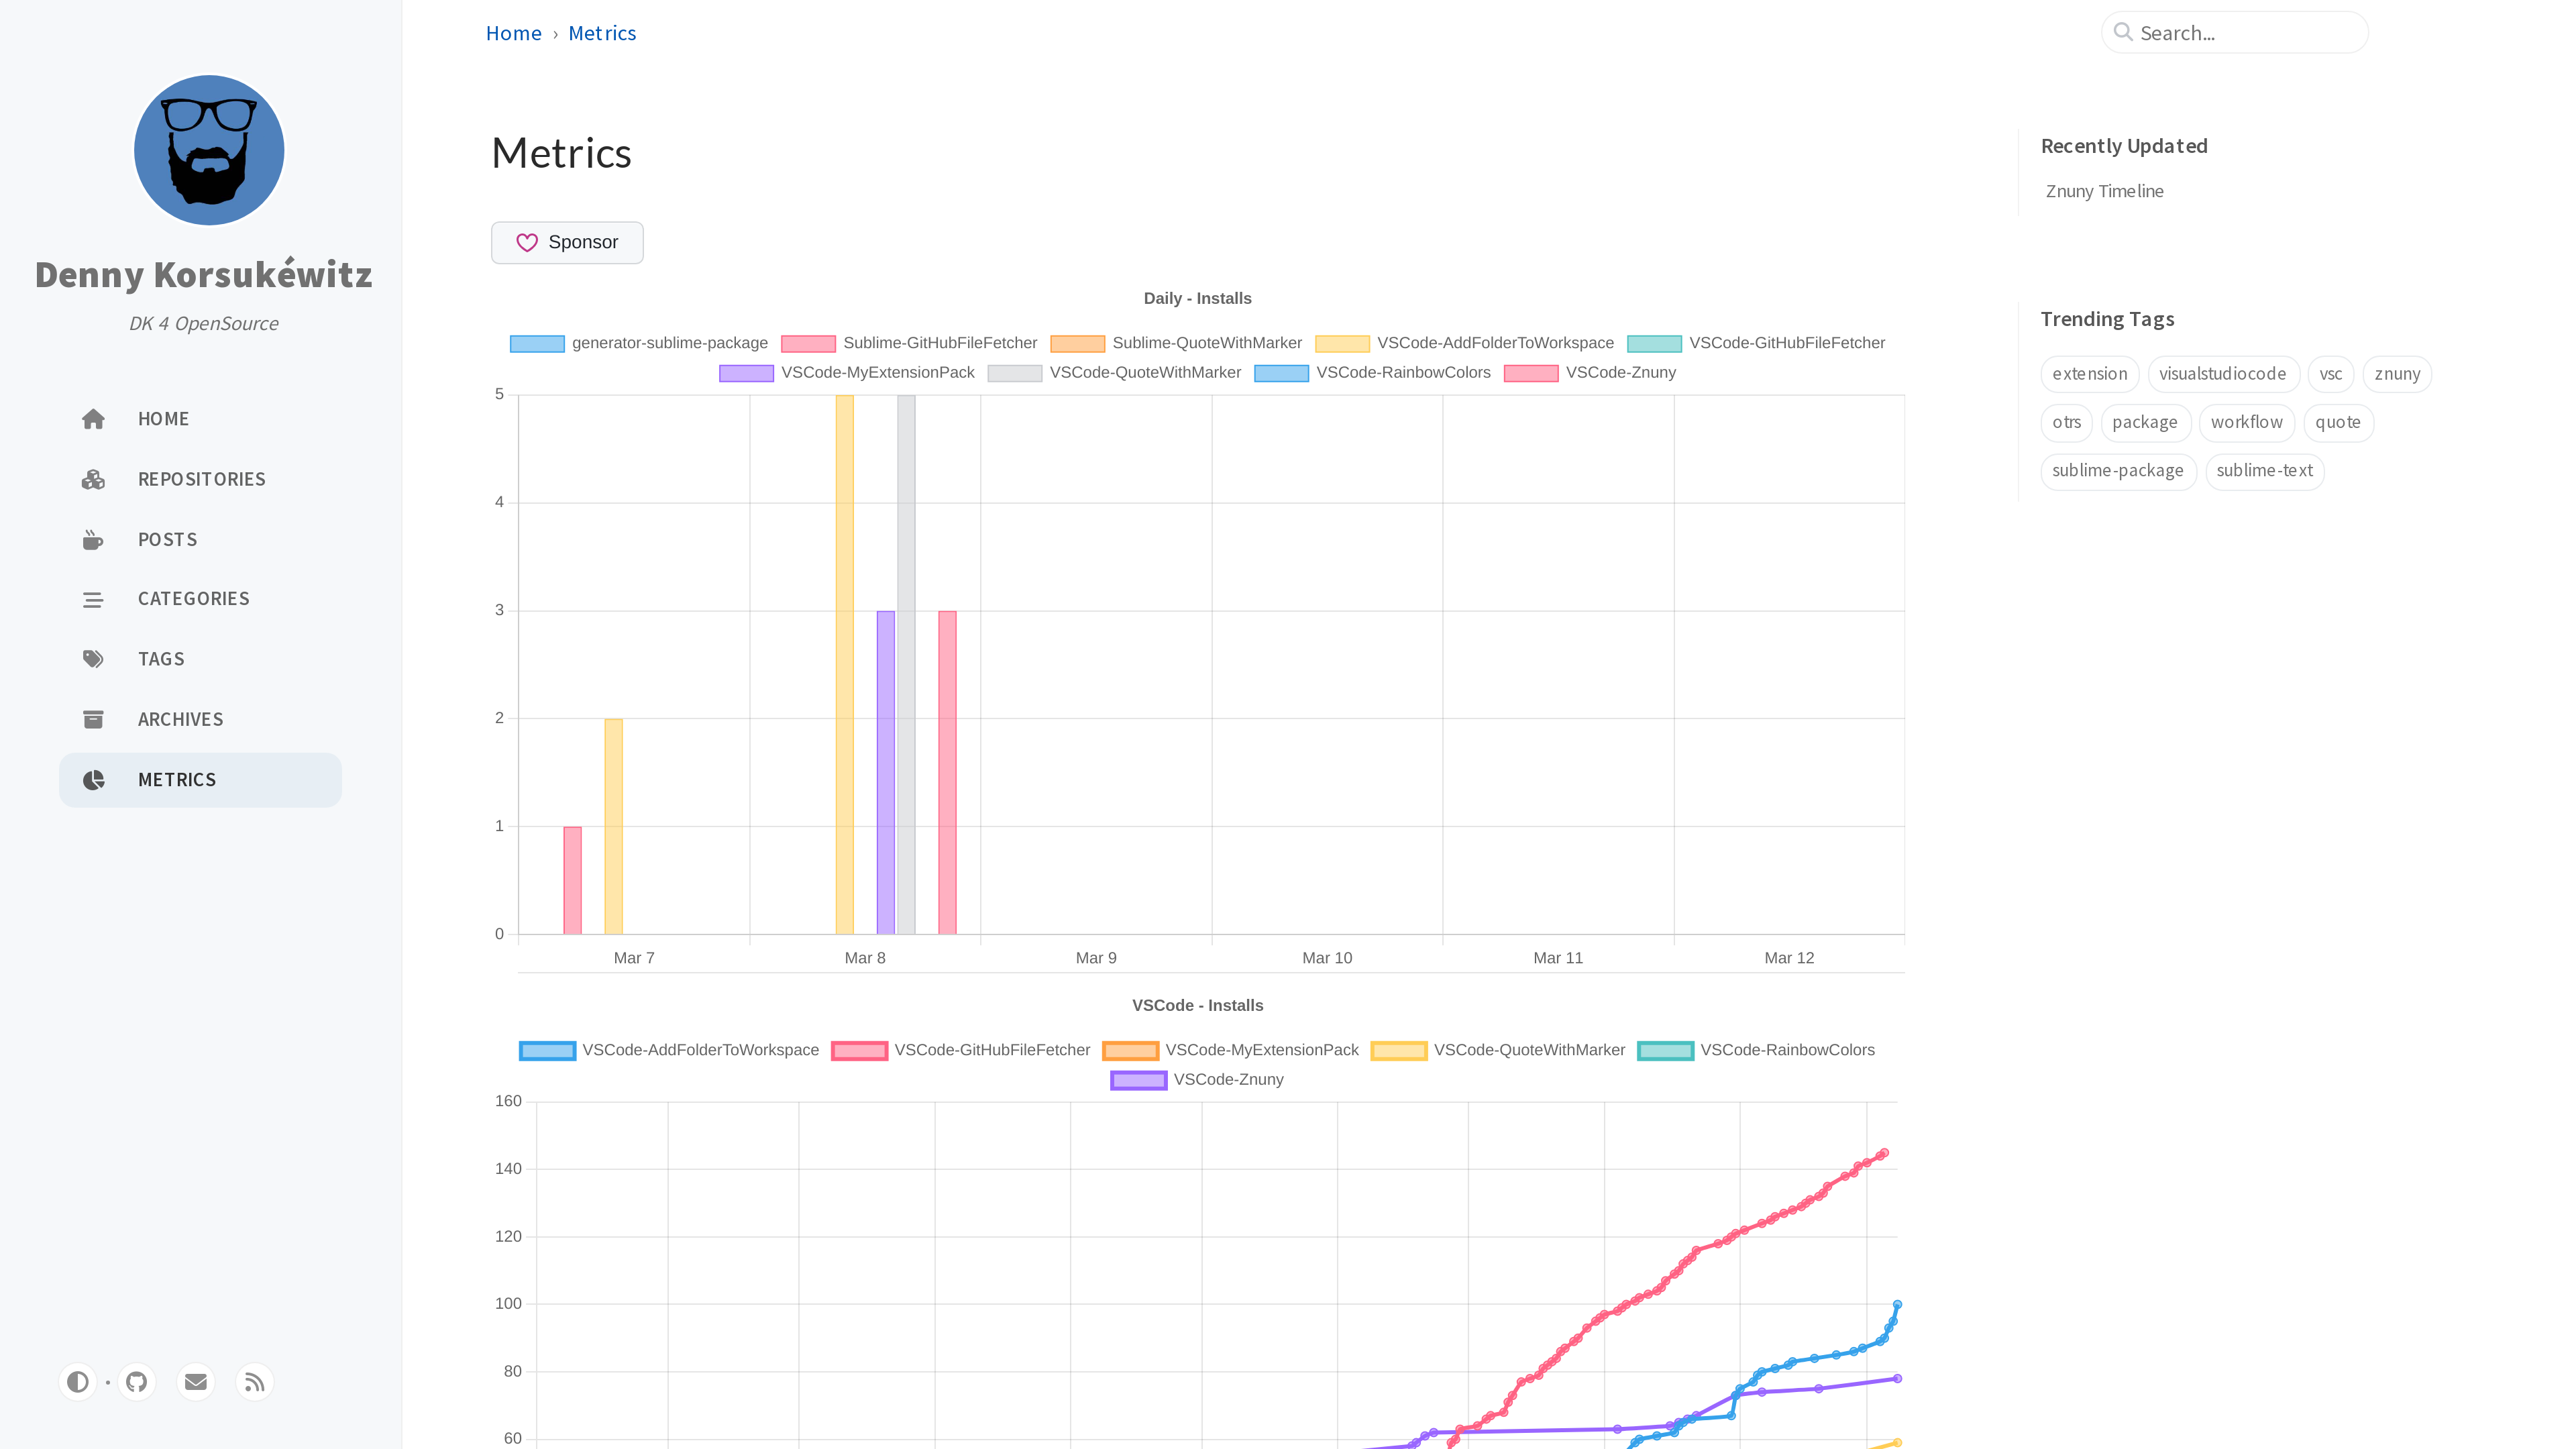 Denny Korsukéwitz
DK 4 OpenSource
HOME
REPOSITORIES
POSTS
CATEGORIES
TAGS
ARCHIVES
METRICS
Home › Metrics
Search...
Metrics
Sponsor
Daily - Installs
generator-sublime-package Sublime-GitHubFileFetcher Sublime-QuoteWithMarker VSCode-AddFolderToWorkspace VSCode-GitHubFileFetcher
VSCode-MyExtensionPack VSCode-QuoteWithMarker VSCode-RainbowColors VSCode-Znuny
5
4
3
2
1
0
Mar 7 Mar 8 Mar 9 Mar 10 Mar 11 Mar 12
VSCode - Installs
VSCode-AddFolderToWorkspace VSCode-GitHubFileFetcher VSCode-MyExtensionPack VSCode-QuoteWithMarker VSCode-RainbowColors
VSCode-Znuny
160
140
120
100
80
60
Recently Updated
Znuny Timeline
Trending Tags
extension visualstudiocode vsc znuny
otrs package workflow quote
sublime-package sublime-text